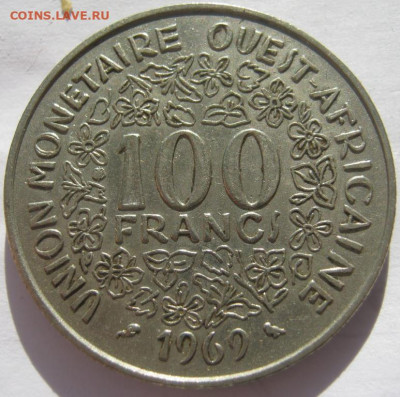 COINS.LAVE.RU
UNION MONETAIRE OUEST-AFRICAINE
100
FRANCS
1969